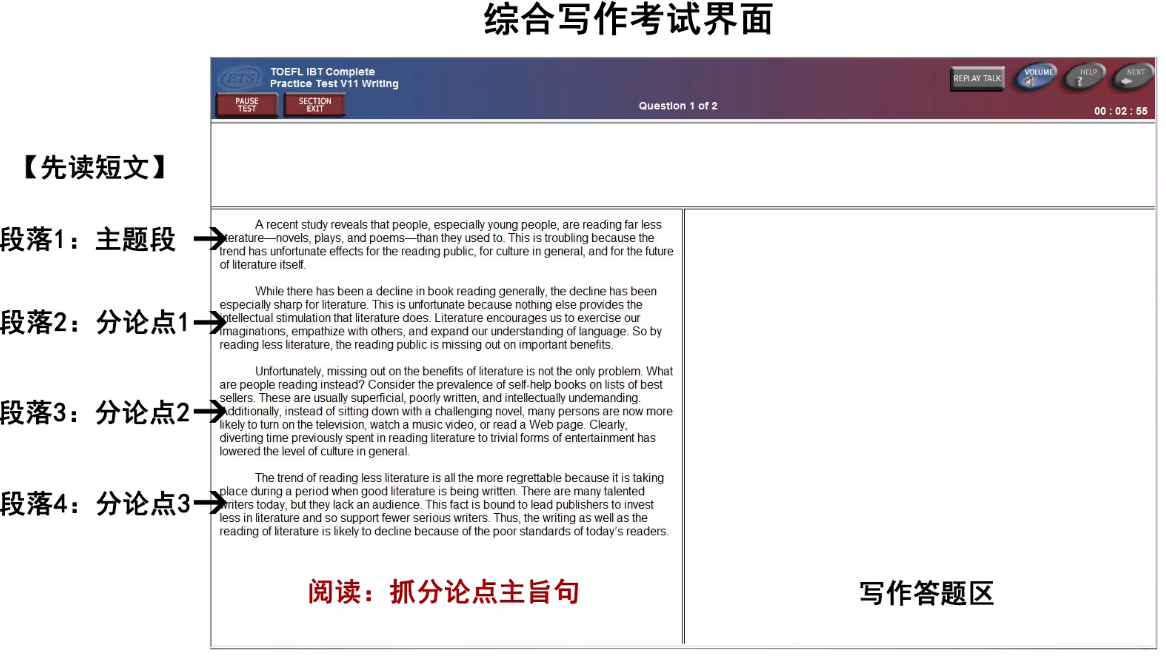 综合写作考试界面
ETS
TOEFL IBT Complete
Practice Test V11 Writing
PAUSE
TEST
SECTION
EXIT
Question 1 of 2
REPLAY TALK
VOLUME
HELP
?
NEXT
00 : 02 : 55
【先读短文】
段落1：主题段
A recent study reveals that people, especially young people, are reading far less
literature—novels, plays, and poems—than they used to. This is troubling because the
trend has unfortunate effects for the reading public, for culture in general, and for the future
of literature itself.
段落2：分论点1
While there has been a decline in book reading generally, the decline has been
especially sharp for literature. This is unfortunate because nothing else provides the
intellectual stimulation that literature does. Literature encourages us to exercise our
imaginations, empathize with others, and expand our understanding of language. So by
reading less literature, the reading public is missing out on important benefits.
段落3：分论点2
Unfortunately, missing out on the benefits of literature is not the only problem. What
are people reading instead? Consider the prevalence of self-help books on lists of best
sellers. These are usually superficial, poorly written, and intellectually undemanding.
Additionally, instead of sitting down with a challenging novel, many persons are now more
likely to turn on the television, watch a music video, or read a Web page. Clearly,
diverting time previously spent in reading literature to trivial forms of entertainment has
lowered the level of culture in general.
段落4：分论点3
The trend of reading less literature is all the more regrettable because it is taking
place during a period when good literature is being written. There are many talented
writers today, but they lack an audience. This fact is bound to lead publishers to invest
less in literature and so support fewer serious writers. Thus, the writing as well as the
reading of literature is likely to decline because of the poor standards of today's readers.
阅读：抓分论点主旨句
写作答题区